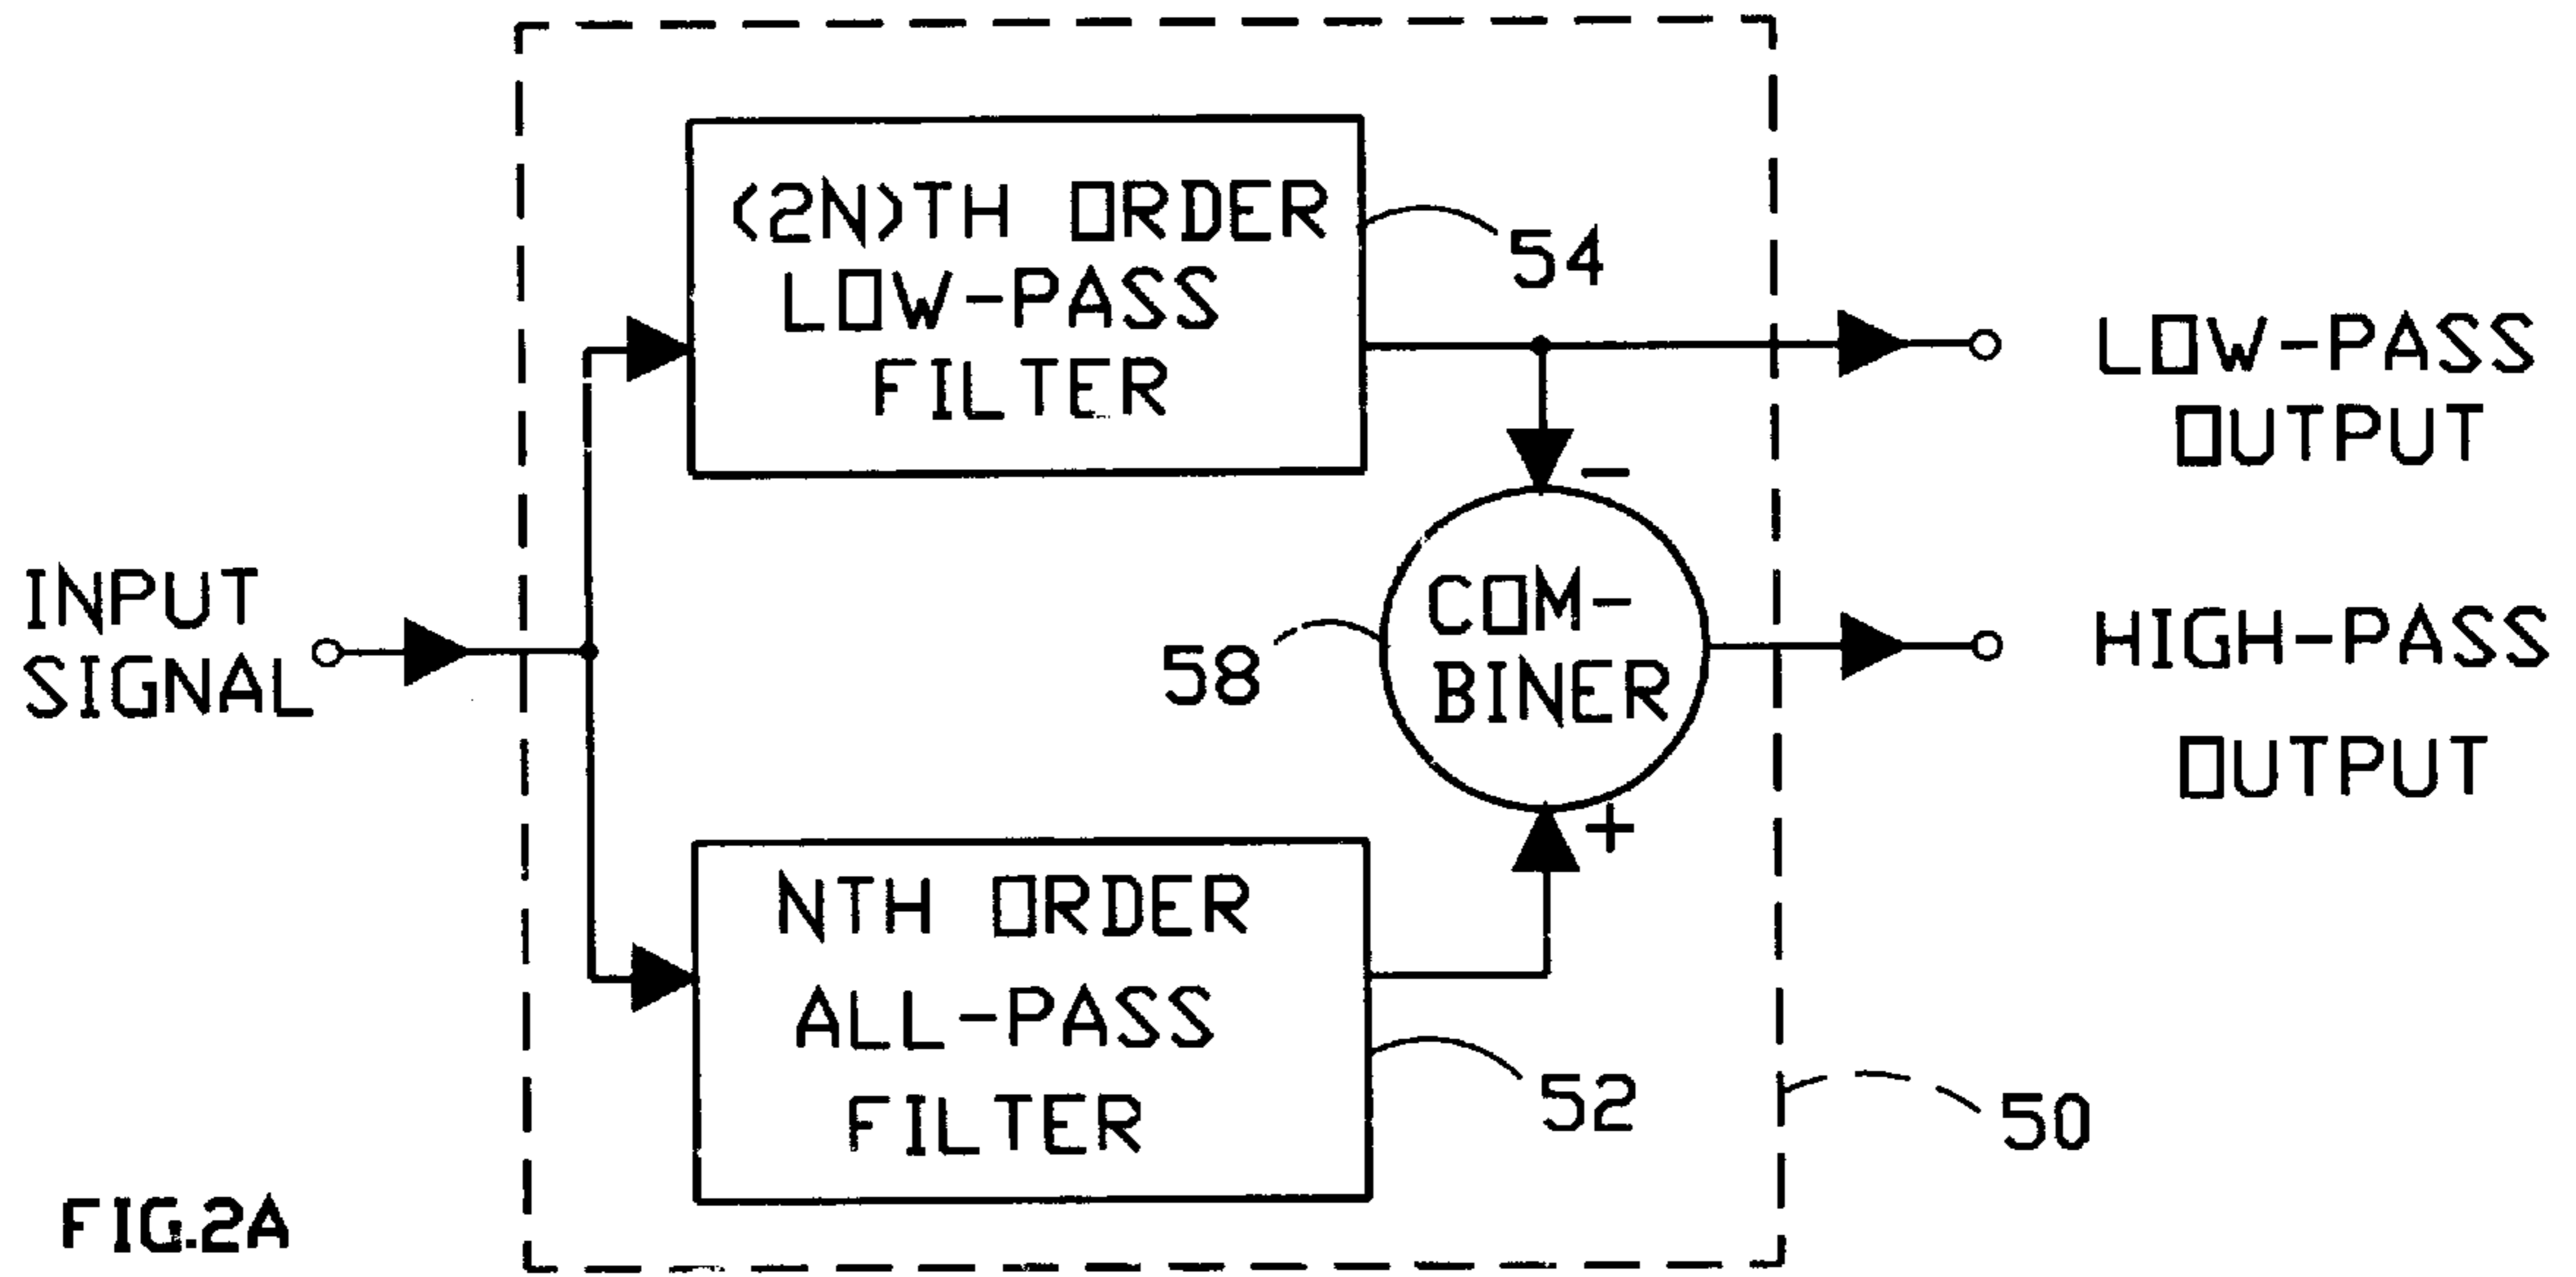 (2N)TH ORDER
LOW-PASS
FILTER
54
LOW-PASS
OUTPUT
-
INPUT
SIGNAL
COM-
BINER
58
HIGH-PASS
OUTPUT
+
NTH ORDER
ALL-PASS
FILTER
52
50
FIG.2A